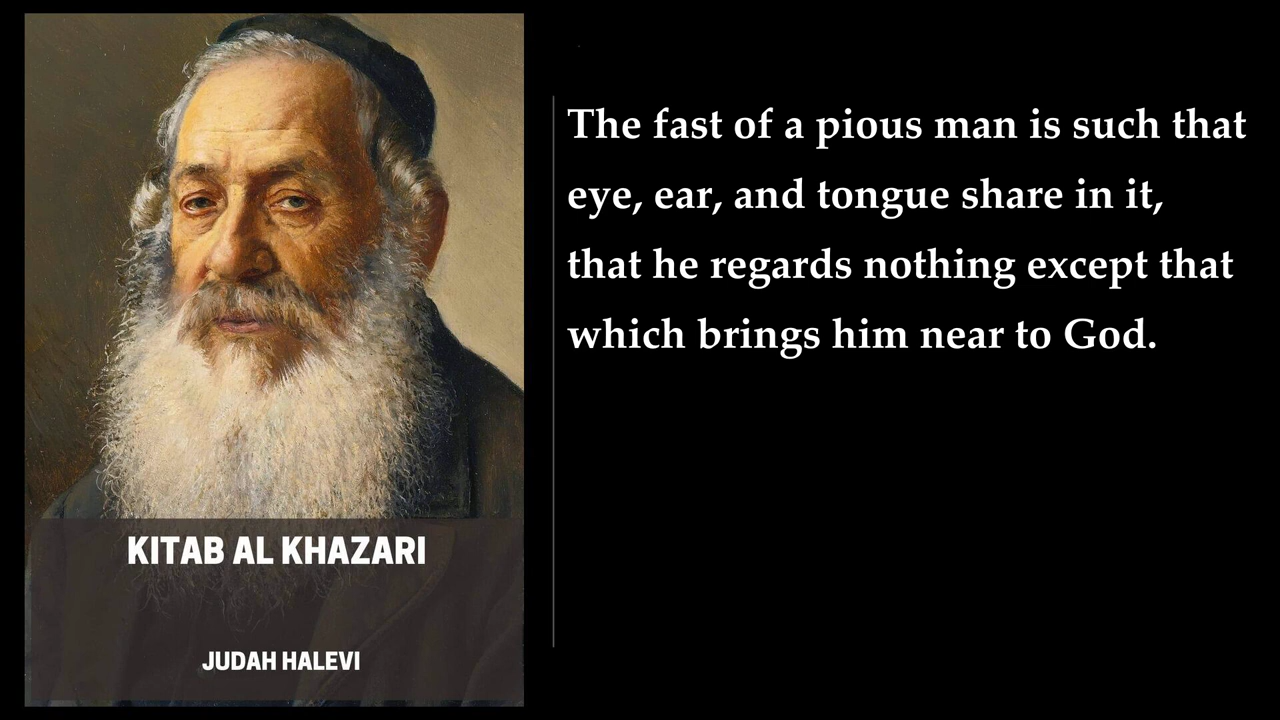 KITAB AL KHAZARI
JUDAH HALEVI
The fast of a pious man is such that
eye, ear, and tongue share in it,
that he regards nothing except that
which brings him near to God.